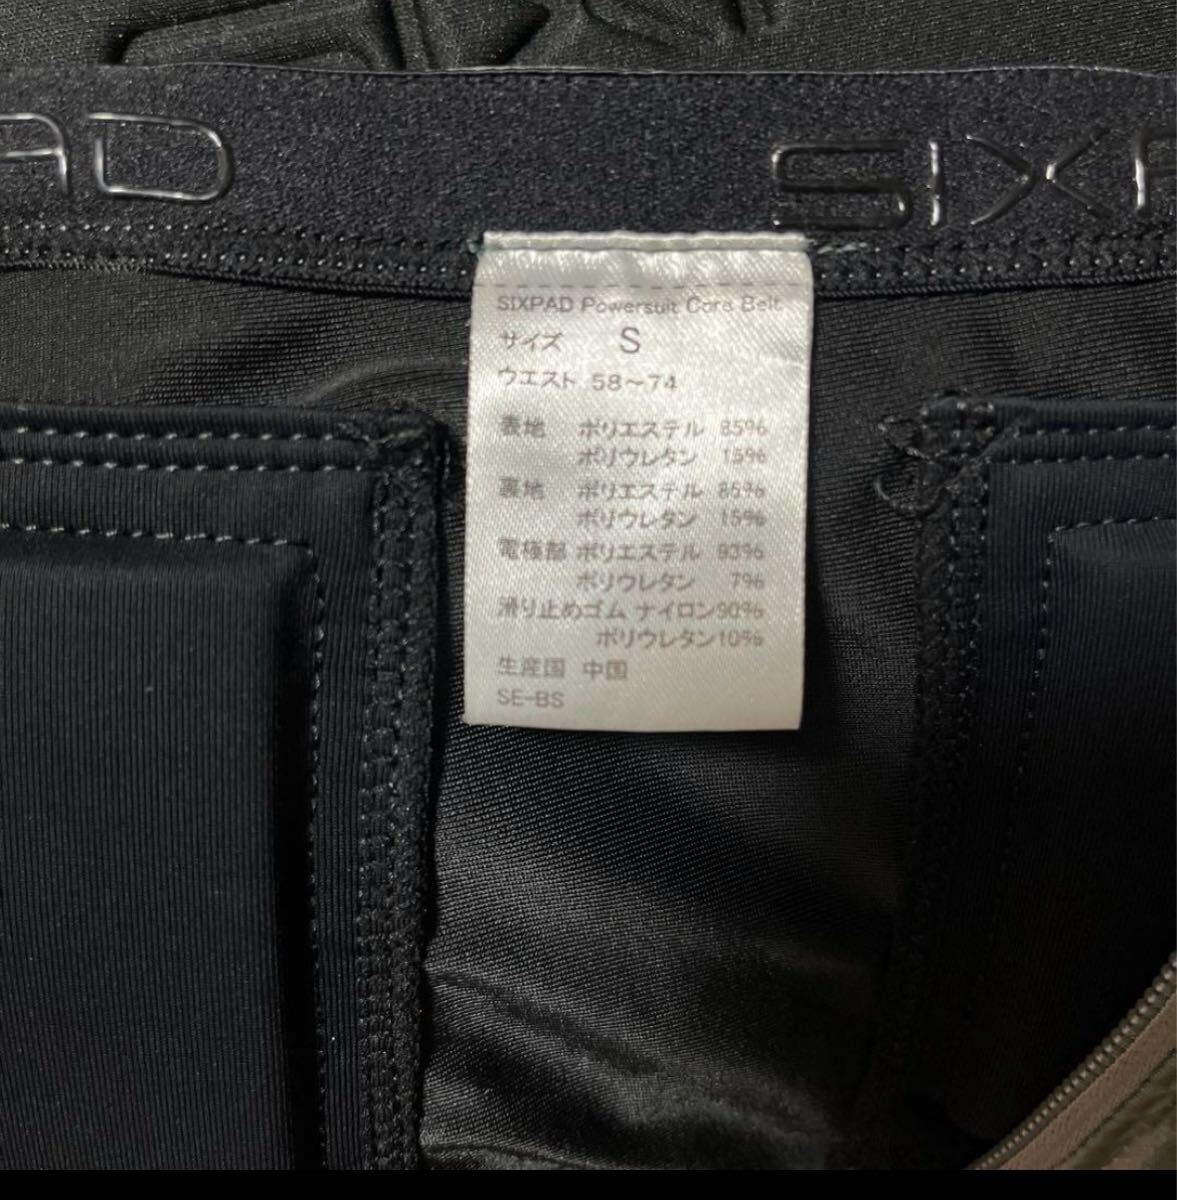 AD SIXPA
SIXPAD Powersuit Core Belt
サイズ S
ウエスト 58～74
表地 ポリエステル 85%
ポリウレタン 15%
裏地 ポリエステル 85%
ポリウレタン 15%
電極部 ポリエステル 93%
ポリウレタン 7%
滑り止めゴム ナイロン90%
ポリウレタン10%
生産国 中国
SE-BS